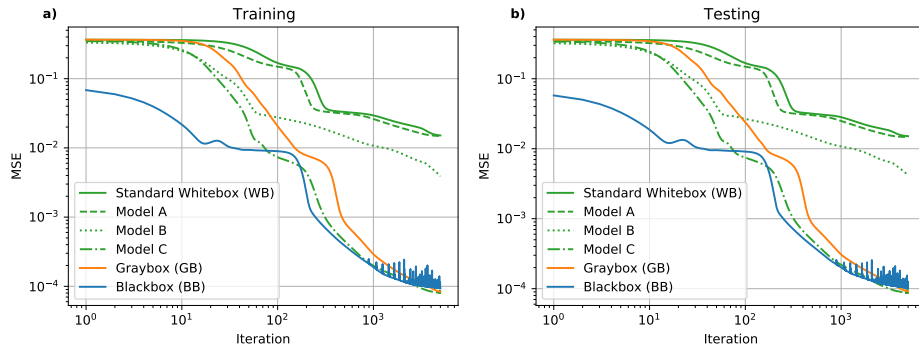 a)
Training
MSE
10⁻¹
10⁻²
10⁻³
10⁻⁴
Standard Whitebox (WB)
Model A
Model B
Model C
Graybox (GB)
Blackbox (BB)
10⁰
10¹
10²
10³
Iteration
b)
Testing
MSE
10⁻¹
10⁻²
10⁻³
10⁻⁴
Standard Whitebox (WB)
Model A
Model B
Model C
Graybox (GB)
Blackbox (BB)
10⁰
10¹
10²
10³
Iteration